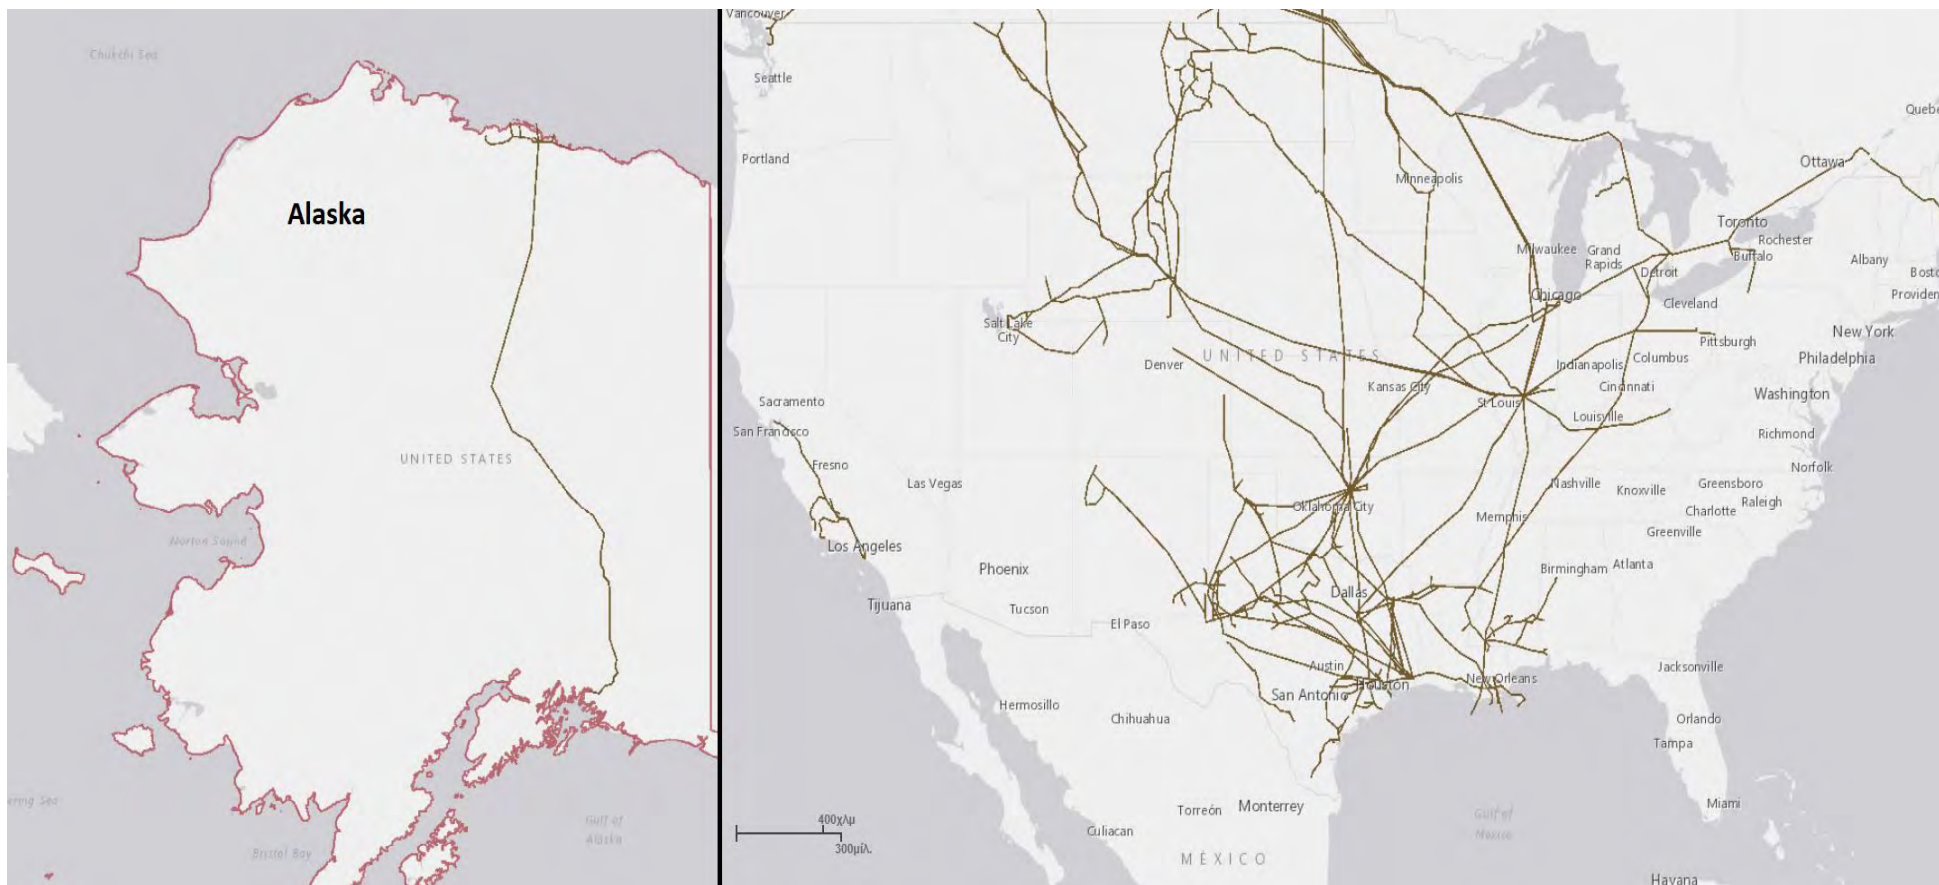 Chukchi Sea
Alaska
UNITED STATES
Norton Sound
ering Sea
Gulf of
Alaska
Bristol Bay
Vancouver
Seattle
Portland
Quebe
Ottawa
Minneapolis
Toronto
Rochester
Buffalo
Milwaukee
Grand
Rapids
Detroit
Albany
Bosto
Providen
Chicago
Cleveland
Salt Lake
City
New York
Pittsburgh
Philadelphia
UNITED STATES
Denver
Indianapolis
Columbus
Kansas City
Cincinnati
Washington
Sacramento
St Louis
Louisville
San Francisco
Richmond
Fresno
Norfolk
Las Vegas
Nashville
Knoxville
Greensboro
Raleigh
Oklahoma City
Charlotte
Memphis
Greenville
Los Angeles
Phoenix
Birmingham
Atlanta
Dallas
Tijuana
Tucson
El Paso
Austin
Jacksonville
New Orleans
Houston
San Antonio
Hermosillo
Chihuahua
Orlando
Tampa
Torreón
Monterrey
Miami
400χλμ
300μίλ.
Culiacan
Gulf of
Mexico
MÉXICO
Havana